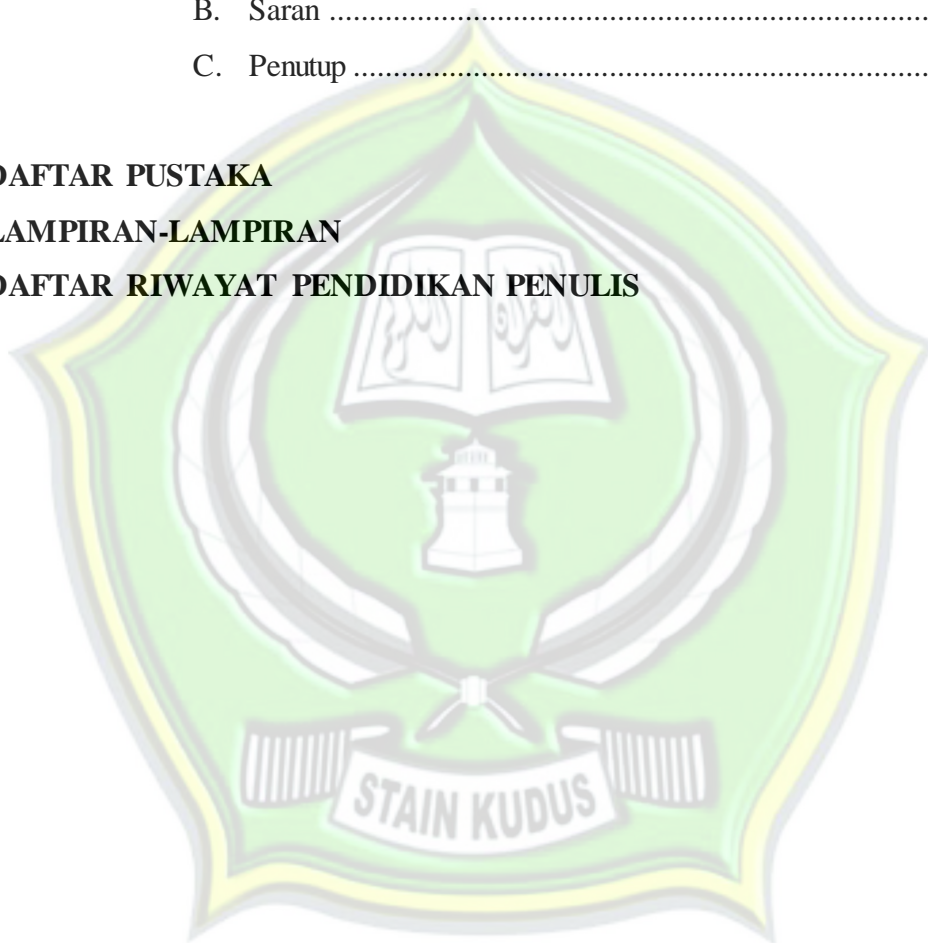 B. Saran ................................................................................
C. Penutup .............................................................................
DAFTAR PUSTAKA
LAMPIRAN-LAMPIRAN
DAFTAR RIWAYAT PENDIDIKAN PENULIS
STAIN KUDUS